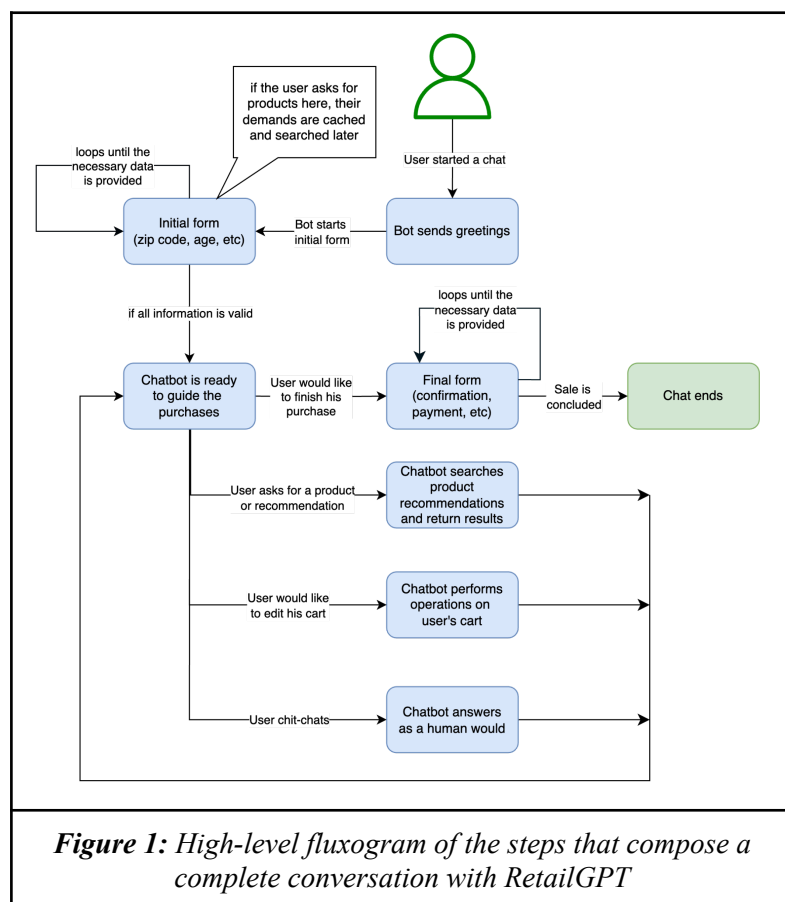 if the user asks for
products here, their
demands are cached
and searched later
User started a chat
loops until the
necessary data
is provided
Initial form
(zip code, age, etc)
Bot starts
initial form
Bot sends greetings
if all information is valid
loops until the
necessary data
is provided
Chatbot is ready
to guide the
purchases
User would like
to finish his
purchase
Final form
(confirmation,
payment, etc)
Sale is
concluded
Chat ends
User asks for a product
or recommendation
Chatbot searches
product
recommendations
and return results
User would like
to edit his cart
Chatbot performs
operations on
user's cart
User chit-chats
Chatbot answers
as a human would
Figure 1: High-level fluxogram of the steps that compose a
complete conversation with RetailGPT